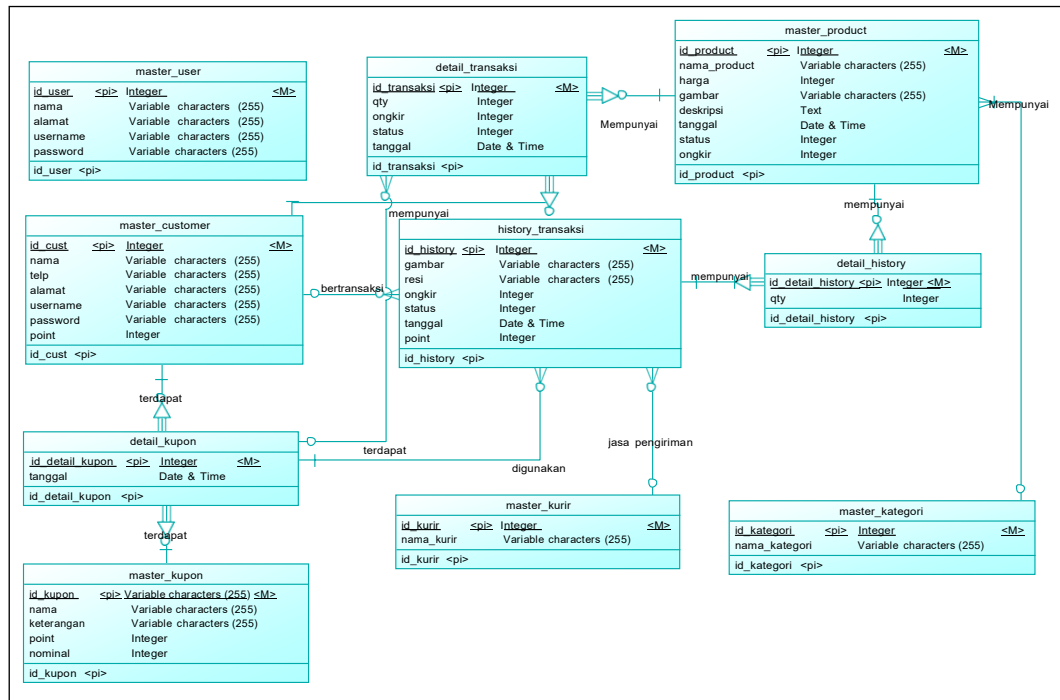 master_user
id_user <pi> Integer <M>
nama Variable characters (255)
alamat Variable characters (255)
username Variable characters (255)
password Variable characters (255)
id_user <pi>
detail_transaksi
id_transaksi <pi> Integer <M>
qty Integer
ongkir Integer
status Integer
tanggal Date & Time
id_transaksi <pi>
master_product
id_product <pi> Integer <M>
nama_product Variable characters (255)
harga Integer
gambar Variable characters (255)
deskripsi Text
tanggal Date & Time
status Integer
ongkir Integer
id_product <pi>
Mempunyai
Mempunyai
mempunyai
mempunyai
master_customer
id_cust <pi> Integer <M>
nama Variable characters (255)
telp Variable characters (255)
alamat Variable characters (255)
username Variable characters (255)
password Variable characters (255)
point Integer
id_cust <pi>
bertransaksi
history_transaksi
id_history <pi> Integer <M>
gambar Variable characters (255)
resi Variable characters (255)
ongkir Integer
status Integer
tanggal Date & Time
point Integer
id_history <pi>
mempunyai
detail_history
id_detail_history <pi> Integer <M>
qty Integer
id_detail_history <pi>
terdapat
detail_kupon
id_detail_kupon <pi> Integer <M>
tanggal Date & Time
id_detail_kupon <pi>
terdapat
digunakan
jasa pengiriman
terdapat
master_kupon
id_kupon <pi> Variable characters (255) <M>
nama Variable characters (255)
keterangan Variable characters (255)
point Integer
nominal Integer
id_kupon <pi>
master_kurir
id_kurir <pi> Integer <M>
nama_kurir Variable characters (255)
id_kurir <pi>
master_kategori
id_kategori <pi> Integer <M>
nama_kategori Variable characters (255)
id_kategori <pi>